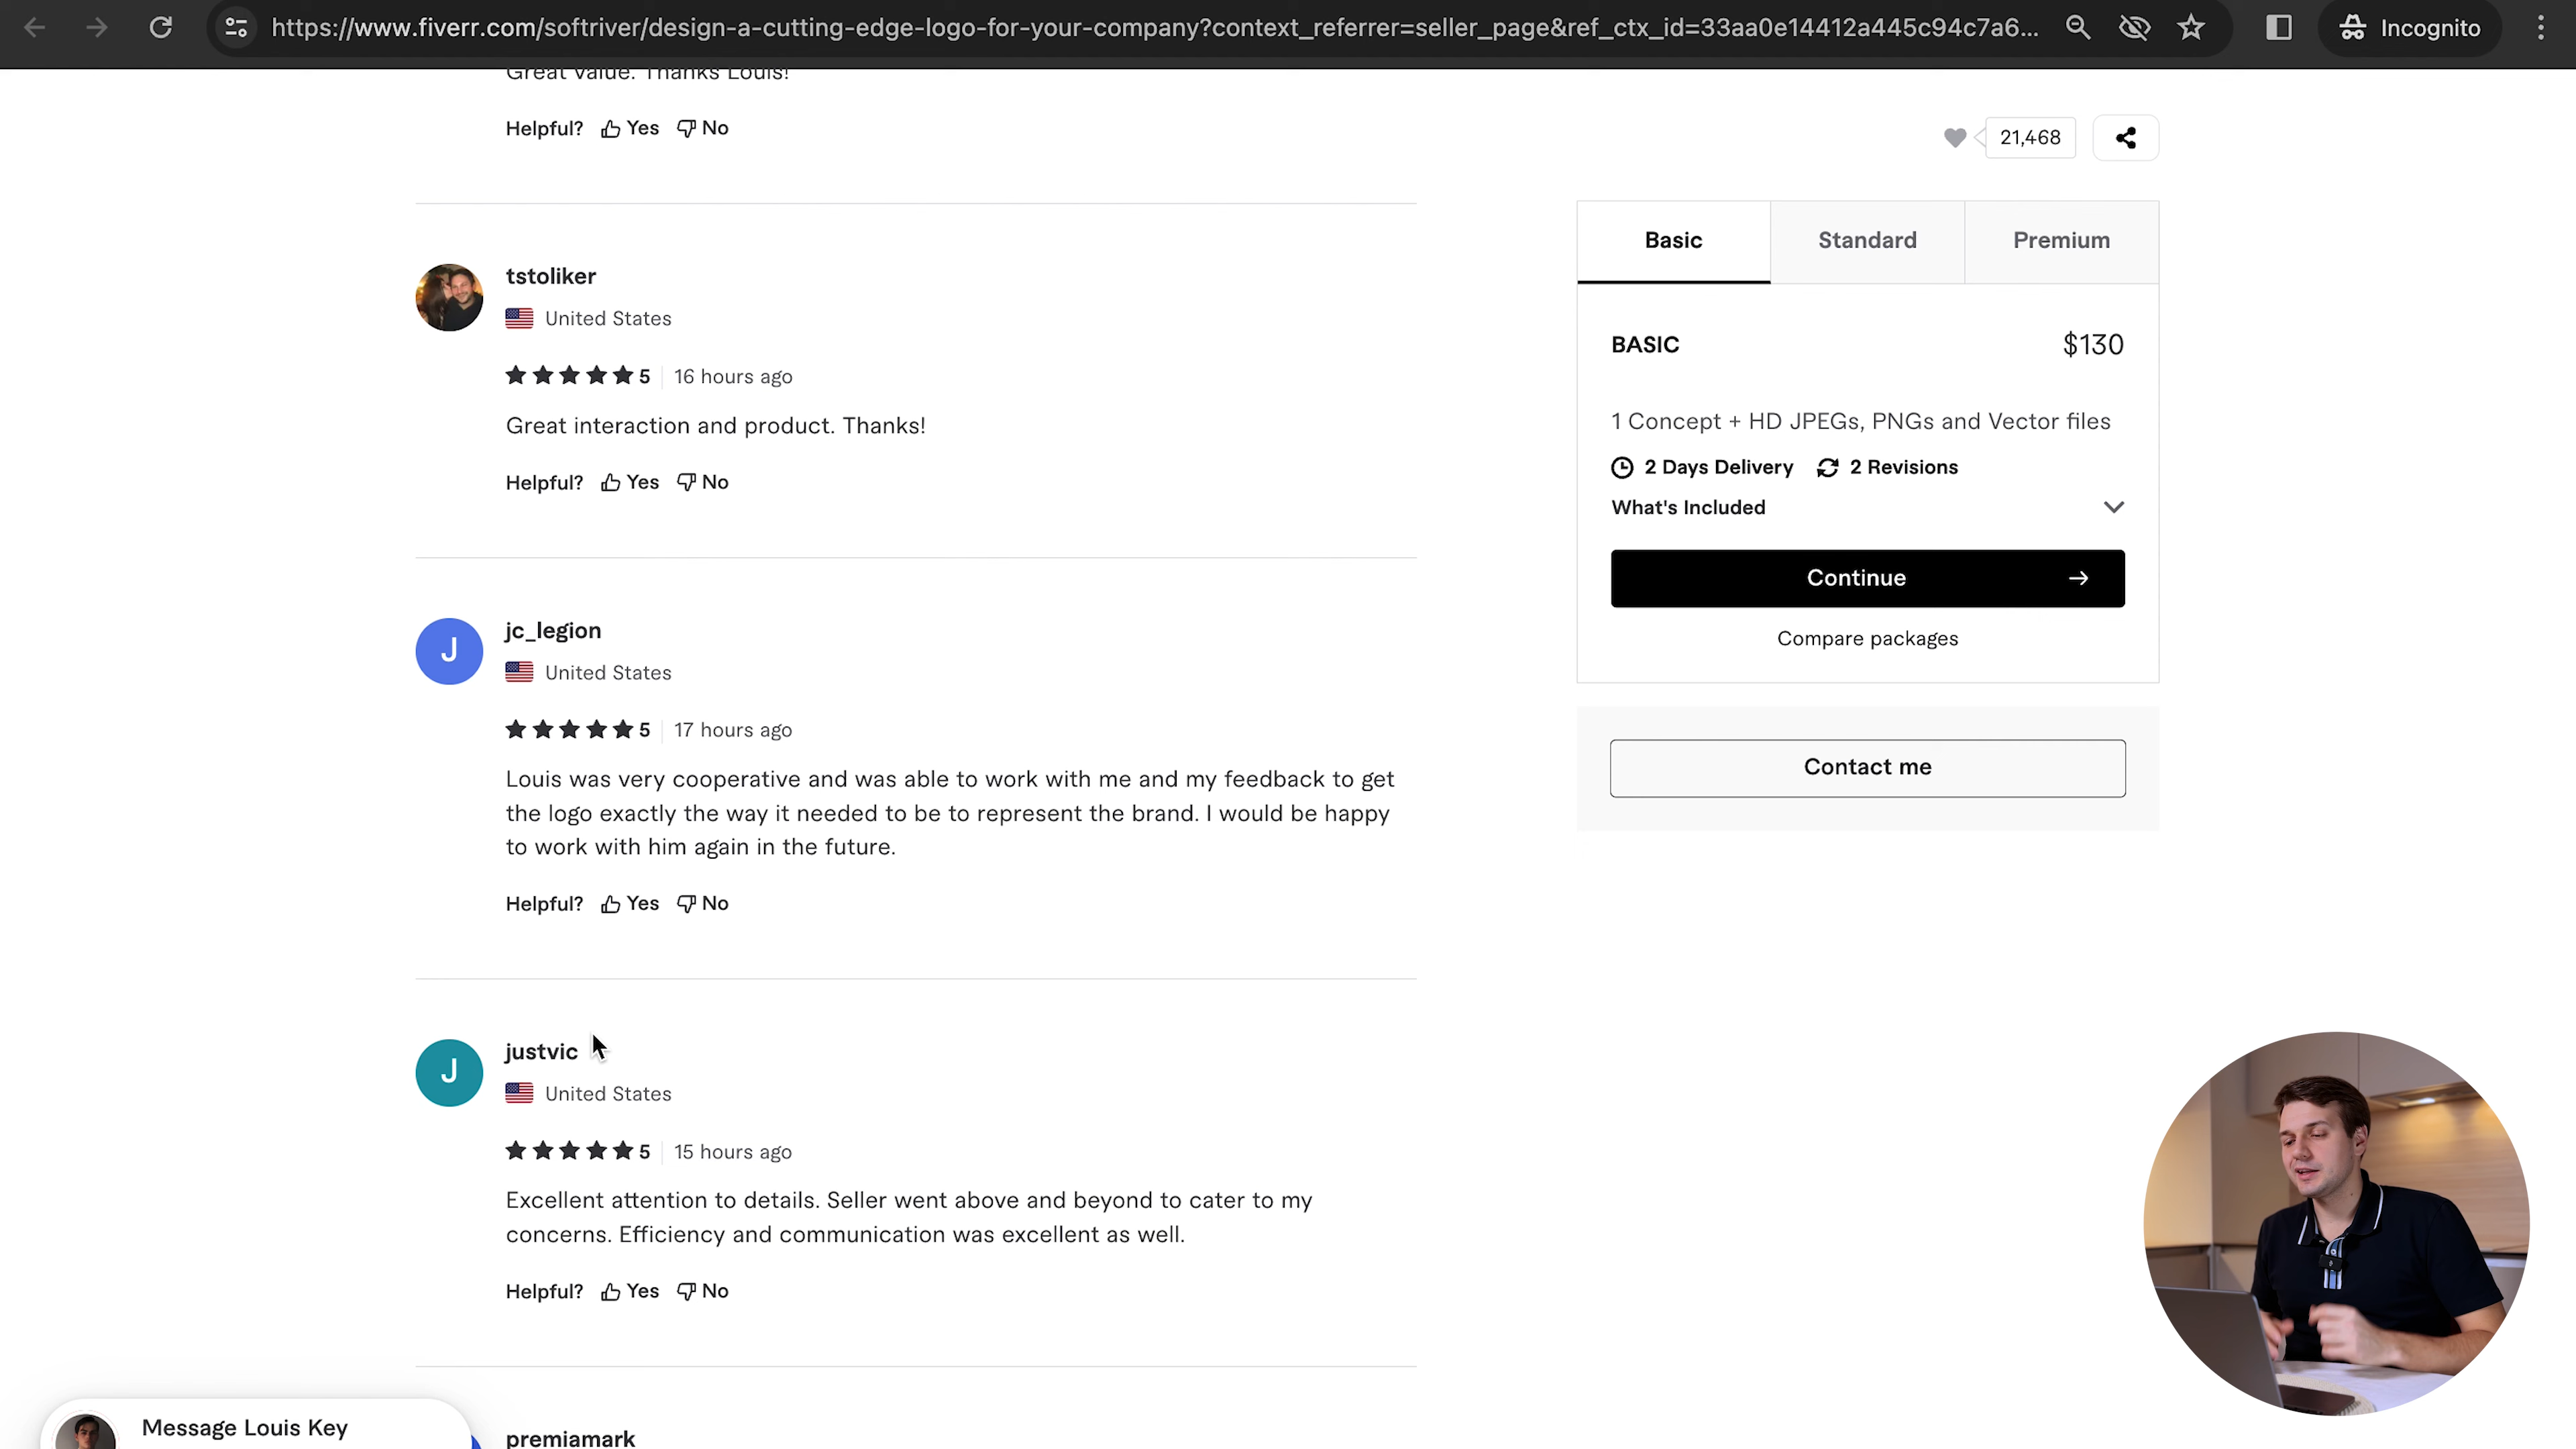 https://www.fiverr.com/softriver/design-a-cutting-edge-logo-for-your-company?context_referrer=seller_page&ref_ctx_id=33aa0e14412a445c94c7a6...
Incognito
Great value. Thanks Louis!
Helpful? Yes No
21,468
tstoliker
United States
5 16 hours ago
Great interaction and product. Thanks!
Helpful? Yes No
J
jc_legion
United States
5 17 hours ago
Louis was very cooperative and was able to work with me and my feedback to get
the logo exactly the way it needed to be to represent the brand. I would be happy
to work with him again in the future.
Helpful? Yes No
J
justvic
United States
5 15 hours ago
Excellent attention to details. Seller went above and beyond to cater to my
concerns. Efficiency and communication was excellent as well.
Helpful? Yes No
premiamark
Message Louis Key
Basic Standard Premium
BASIC $130
1 Concept + HD JPEGs, PNGs and Vector files
2 Days Delivery 2 Revisions
What's Included
Continue
Compare packages
Contact me